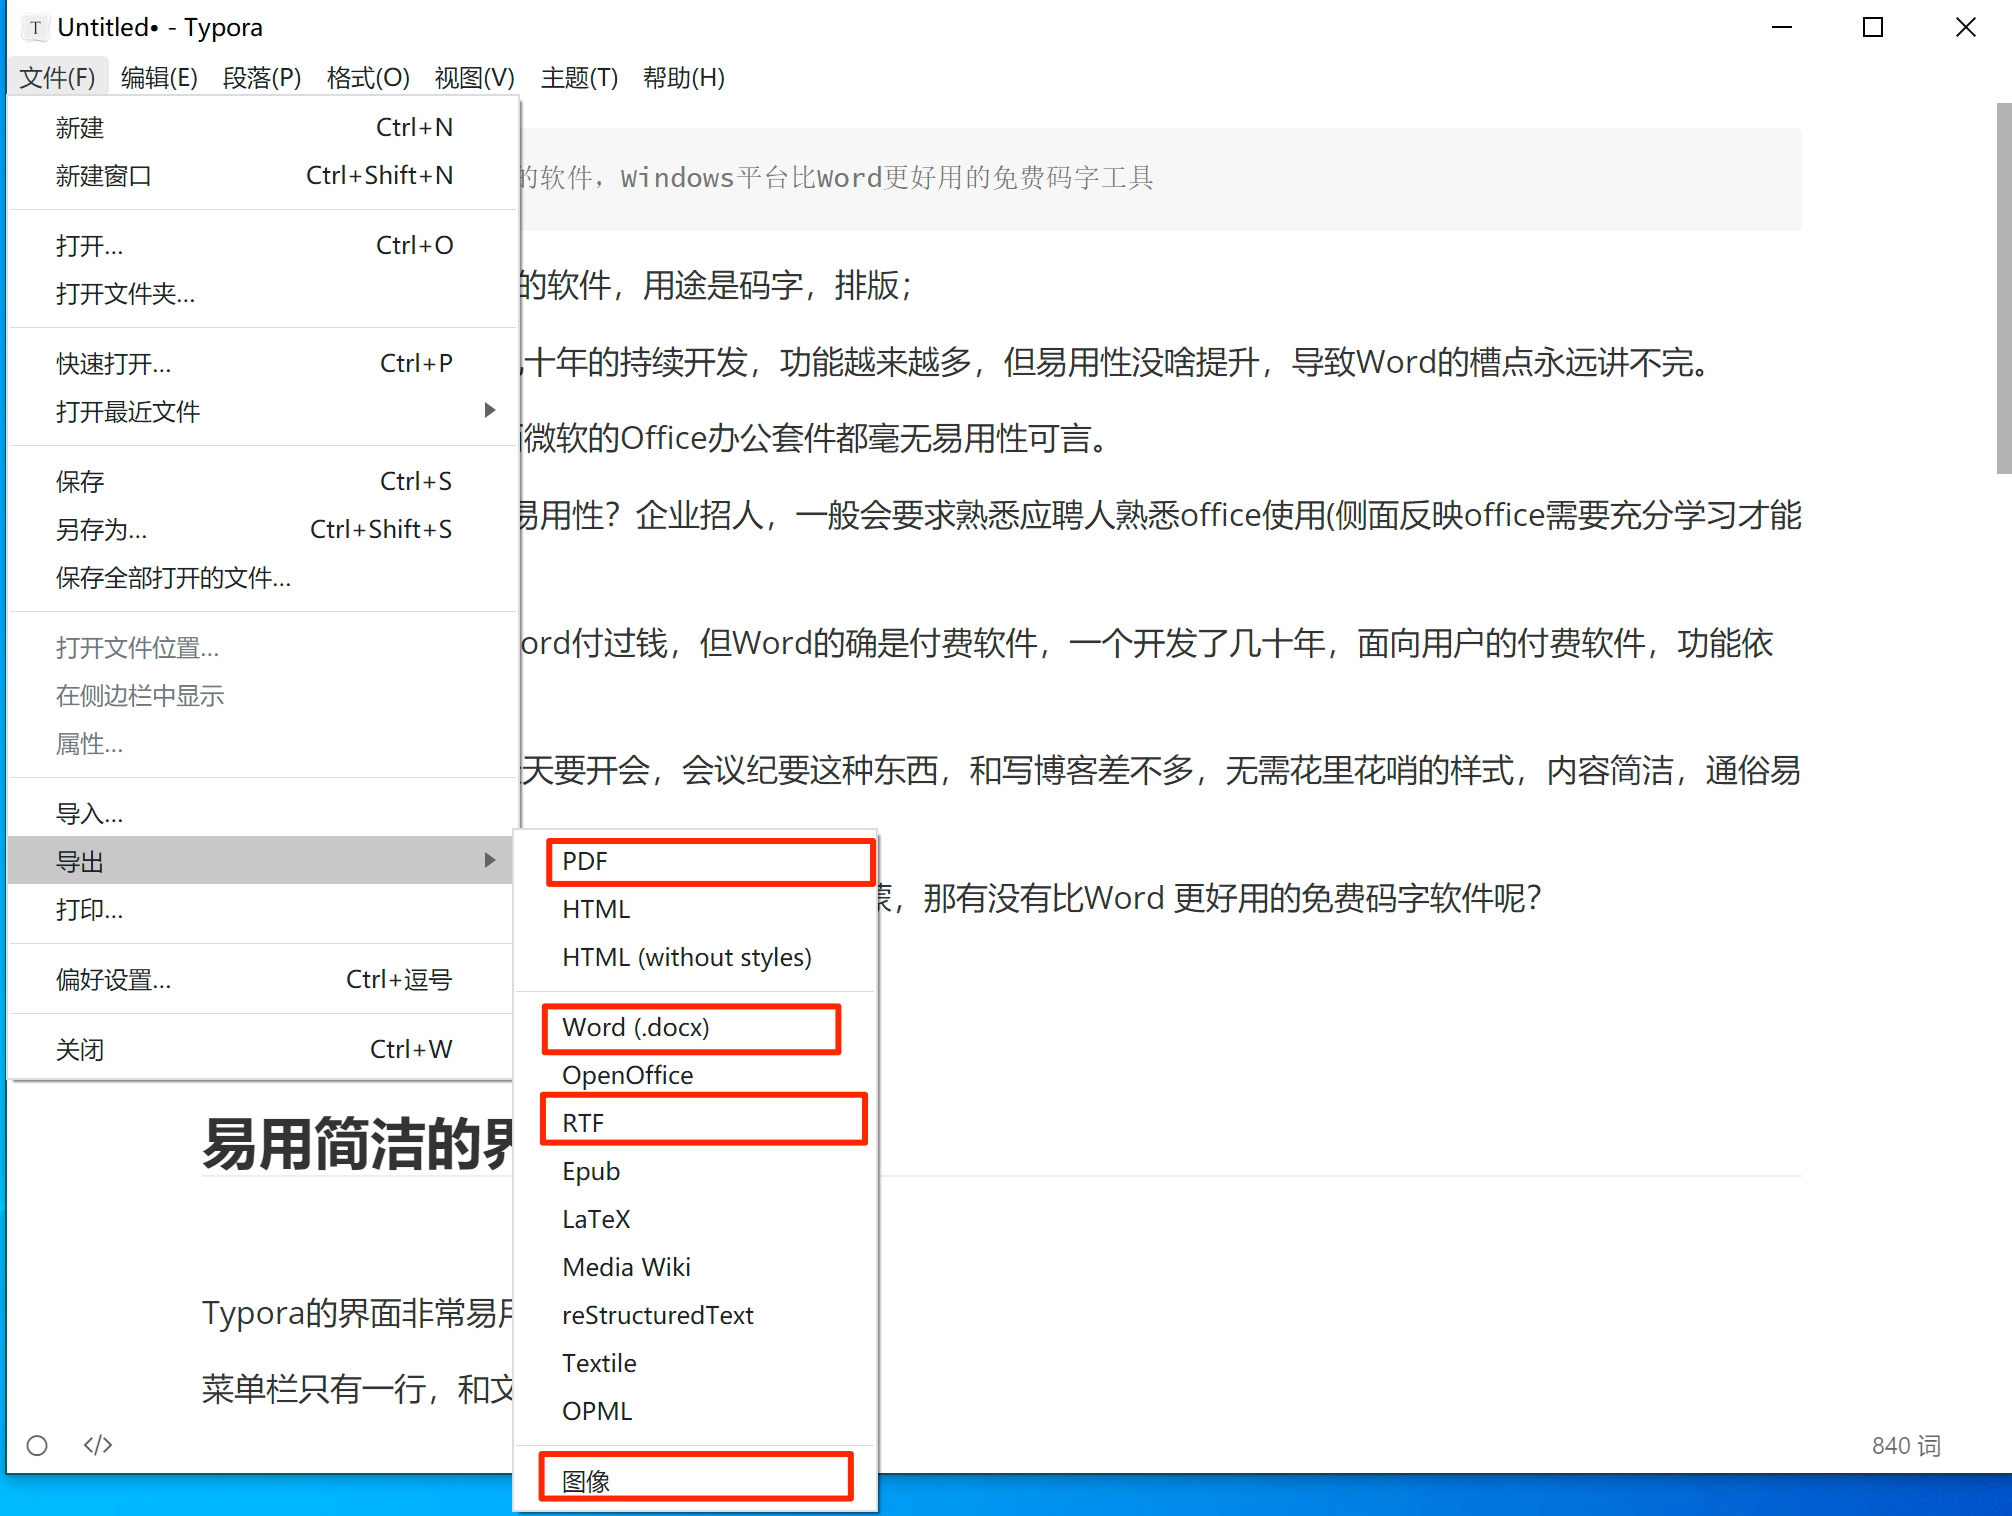 Untitled• - Typora
文件(F) 编辑(E) 段落(P) 格式(O) 视图(V) 主题(T) 帮助(H)
新建 Ctrl+N
新建窗口 Ctrl+Shift+N
打开... Ctrl+O
打开文件夹...
快速打开... Ctrl+P
打开最近文件
保存 Ctrl+S
另存为... Ctrl+Shift+S
保存全部打开的文件...
打开文件位置...
在侧边栏中显示
属性...
导入...
导出
打印...
偏好设置... Ctrl+逗号
关闭 Ctrl+W
PDF
HTML
HTML (without styles)
Word (.docx)
OpenOffice
RTF
Epub
LaTeX
Media Wiki
reStructuredText
Textile
OPML
图像
的软件，Windows平台比Word更好用的免费码字工具
的软件，用途是码字，排版；
十年的持续开发，功能越来越多，但易用性没啥提升，导致Word的槽点永远讲不完。
微软的Office办公套件都毫无易用性可言。
易用性？企业招人，一般会要求熟悉应聘人熟悉office使用(侧面反映office需要充分学习才能
ord付过钱，但Word的确是付费软件，一个开发了几十年，面向用户的付费软件，功能依
天要开会，会议纪要这种东西，和写博客差不多，无需花里花哨的样式，内容简洁，通俗易
，那有没有比Word 更好用的免费码字软件呢？
易用简洁的界
Typora的界面非常易用
菜单栏只有一行，和文
</> 840 词